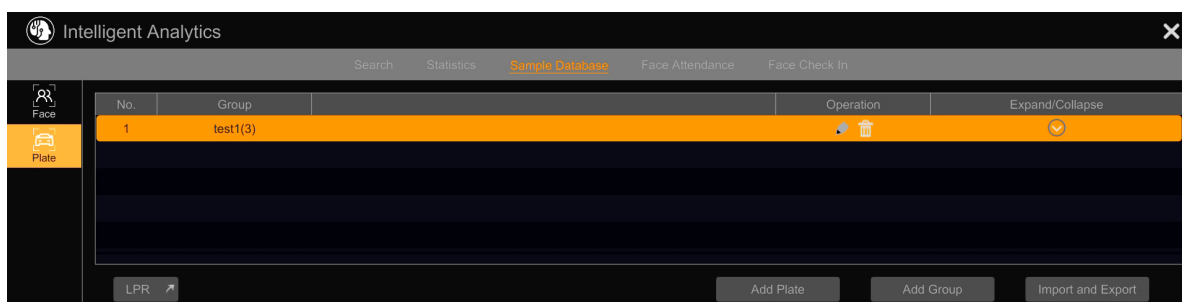 Intelligent Analytics
Search Statistics Sample Database Face Attendance Face Check In
Face
Plate
No. Group Operation Expand/Collapse
1 test1(3)
LPR Add Plate Add Group Import and Export